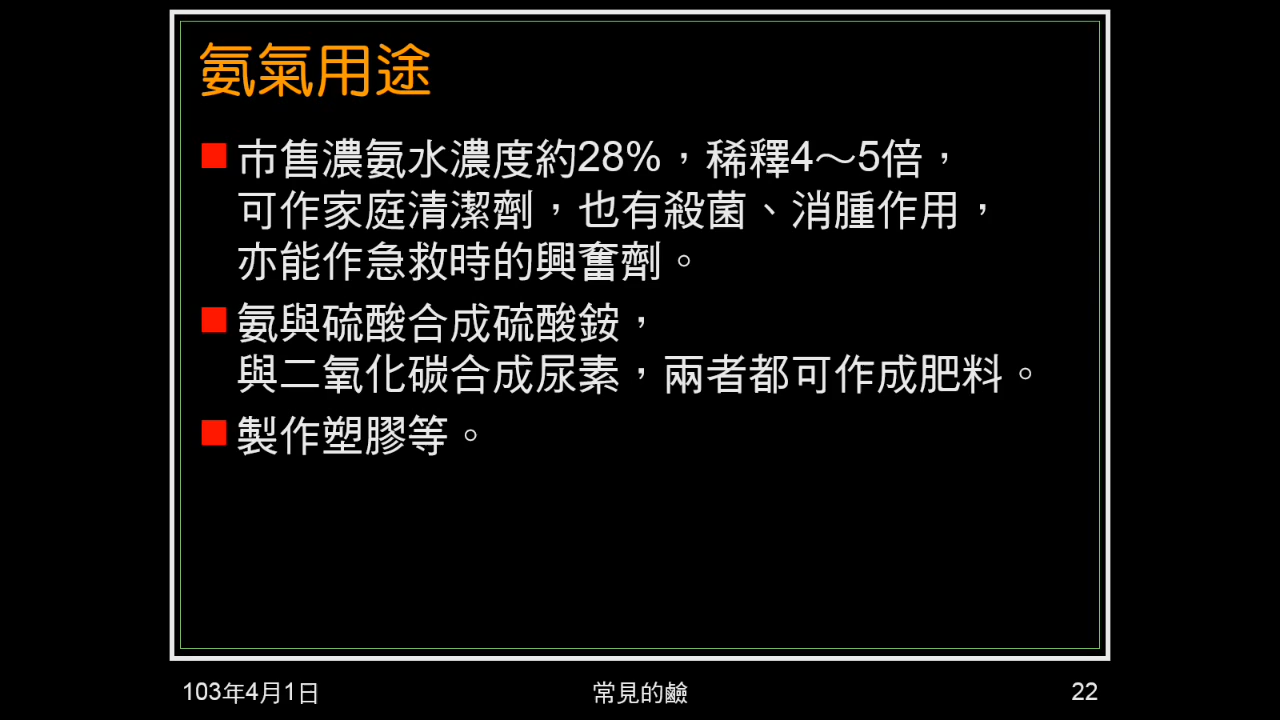 氨氣用途
市售濃氨水濃度約28%，稀釋4～5倍，
可作家庭清潔劑，也有殺菌、消腫作用，
亦能作急救時的興奮劑。
氨與硫酸合成硫酸銨，
與二氧化碳合成尿素，兩者都可作成肥料。
製作塑膠等。
103年4月1日
常見的鹼
22